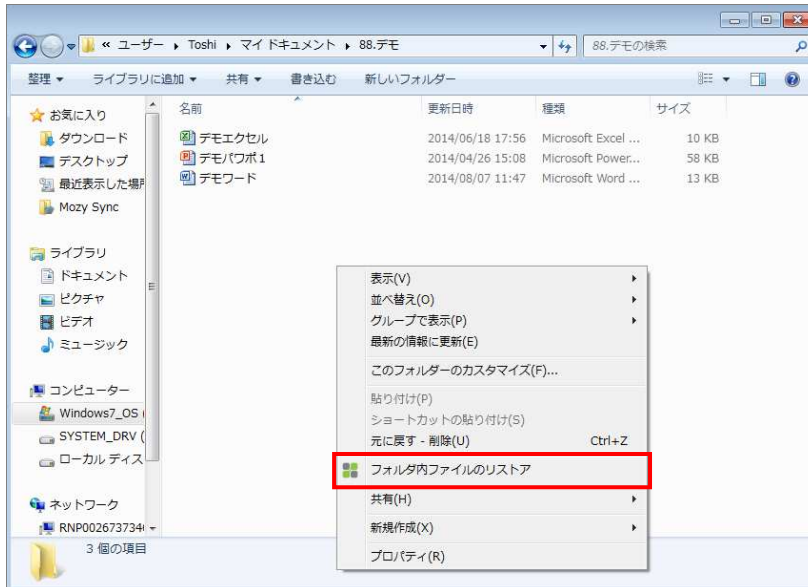 « ユーザー ▸ Toshi ▸ マイ ドキュメント ▸ 88.デモ
88.デモの検索
整理 ライブラリに追加 共有 書き込む 新しいフォルダー
お気に入り
ダウンロード
デスクトップ
最近表示した場所
Mozy Sync
ライブラリ
ドキュメント
ピクチャ
ビデオ
ミュージック
コンピューター
Windows7_OS (
SYSTEM_DRV (
ローカル ディス
ネットワーク
RNP002673734
名前 更新日時 種類 サイズ
デモエクセル 2014/06/18 17:56 Microsoft Excel ... 10 KB
デモパワポ1 2014/04/26 15:08 Microsoft Power... 58 KB
デモワード 2014/08/07 11:47 Microsoft Word ... 13 KB
表示(V)
並べ替え(O)
グループで表示(P)
最新の情報に更新(E)
このフォルダーのカスタマイズ(F)...
貼り付け(P)
ショートカットの貼り付け(S)
元に戻す - 削除(U) Ctrl+Z
フォルダ内ファイルのリストア
共有(H)
新規作成(X)
プロパティ(R)
3 個の項目